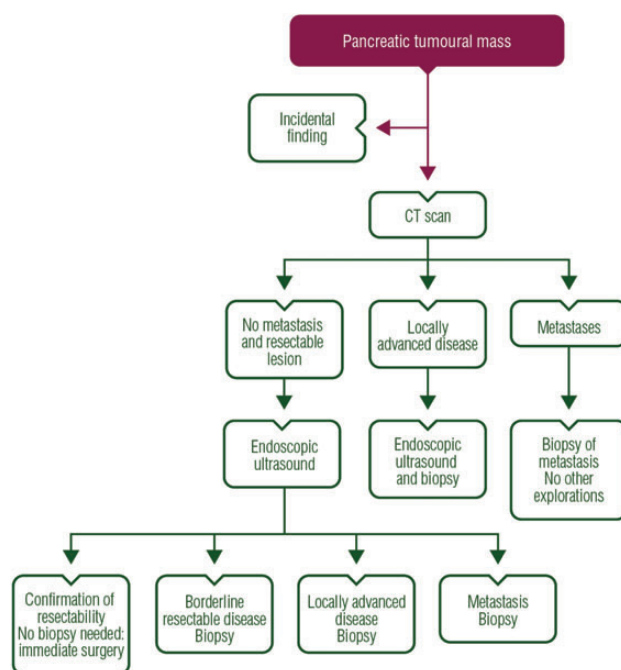 Pancreatic tumoural mass
Incidental
finding
CT scan
No metastasis
and resectable
lesion
Locally
advanced disease
Metastases
Endoscopic
ultrasound
Endoscopic
ultrasound
and biopsy
Biopsy of
metastasis
No other
explorations
Confirmation of
resectability
No biopsy needed:
immediate surgery
Borderline
resectable disease
Biopsy
Locally advanced
disease
Biopsy
Metastasis
Biopsy